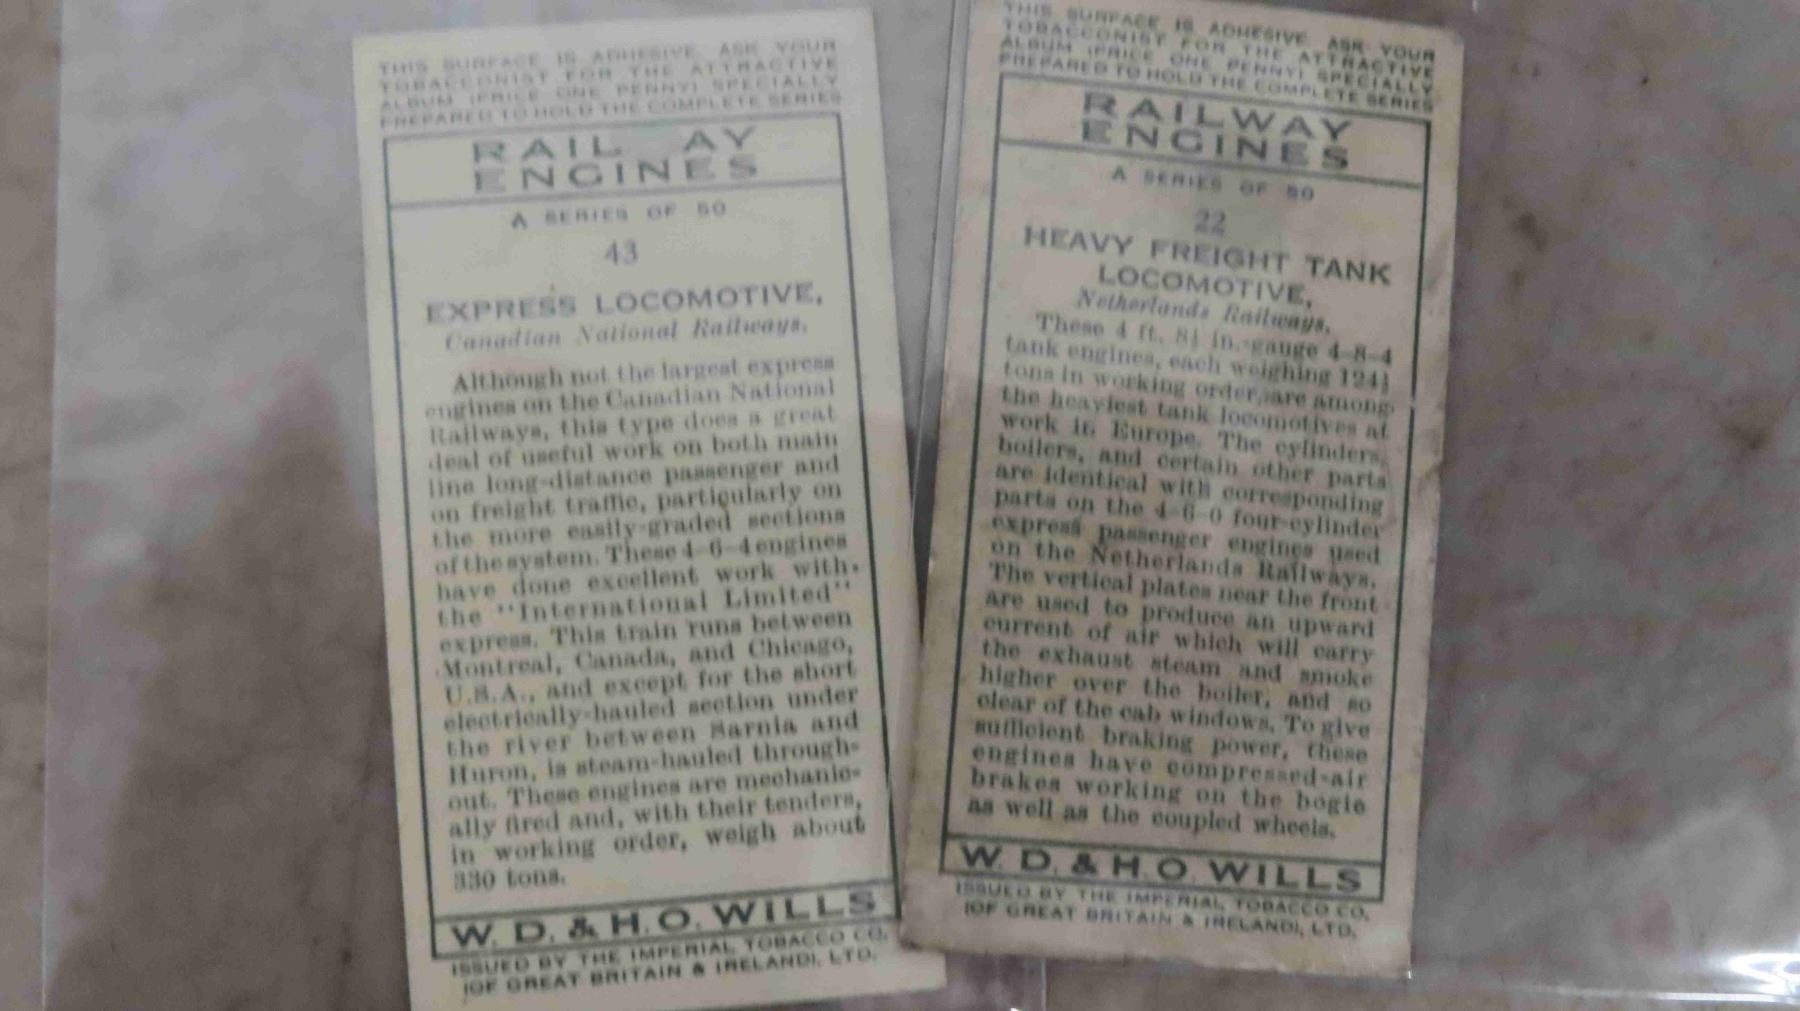 THIS SURFACE IS ADHESIVE. ASK YOUR
TOBACCONIST FOR THE ATTRACTIVE
ALBUM (PRICE ONE PENNY) SPECIALLY
PREPARED TO HOLD THE COMPLETE SERIES
RAIL AY
ENGINES
A SERIES OF 50
43
EXPRESS LOCOMOTIVE,
Canadian National Railways.
Although not the largest express
engines on the Canadian National
Railways, this type does a great
deal of useful work on both main
line long-distance passenger and
on freight traffic, particularly on
the more easily-graded sections
of the system. These 4-6-4 engines
have done excellent work with
the "International Limited"
express. This train runs between
Montreal, Canada, and Chicago,
U.S.A., and except for the short
electrically-hauled section under
the river between Sarnia and
Huron, is steam-hauled through-
out. These engines are mechanic-
ally fired and, with their tenders,
in working order, weigh about
330 tons.
W. D. & H. O. WILLS
ISSUED BY THE IMPERIAL TOBACCO CO.
(OF GREAT BRITAIN & IRELAND), LTD.
THIS SURFACE IS ADHESIVE. ASK YOUR
TOBACCONIST FOR THE ATTRACTIVE
ALBUM (PRICE ONE PENNY) SPECIALLY
PREPARED TO HOLD THE COMPLETE SERIES
RAILWAY
ENGINES
A SERIES OF 50
22
HEAVY FREIGHT TANK
LOCOMOTIVE,
Netherlands Railways.
These 4 ft. 8½ in.-gauge 4-8-4
tank engines, each weighing 124½
tons in working order, are among
the heaviest tank locomotives at
work in Europe. The cylinders,
boilers, and certain other parts
are identical with corresponding
parts on the 4-6-0 four-cylinder
express passenger engines used
on the Netherlands Railways.
The vertical plates near the front
are used to produce an upward
current of air which will carry
the exhaust steam and smoke
higher over the boiler, and so
clear of the cab windows. To give
sufficient braking power, these
engines have compressed-air
brakes working on the bogie
as well as the coupled wheels.
W. D. & H. O. WILLS
ISSUED BY THE IMPERIAL TOBACCO CO.
(OF GREAT BRITAIN & IRELAND), LTD.